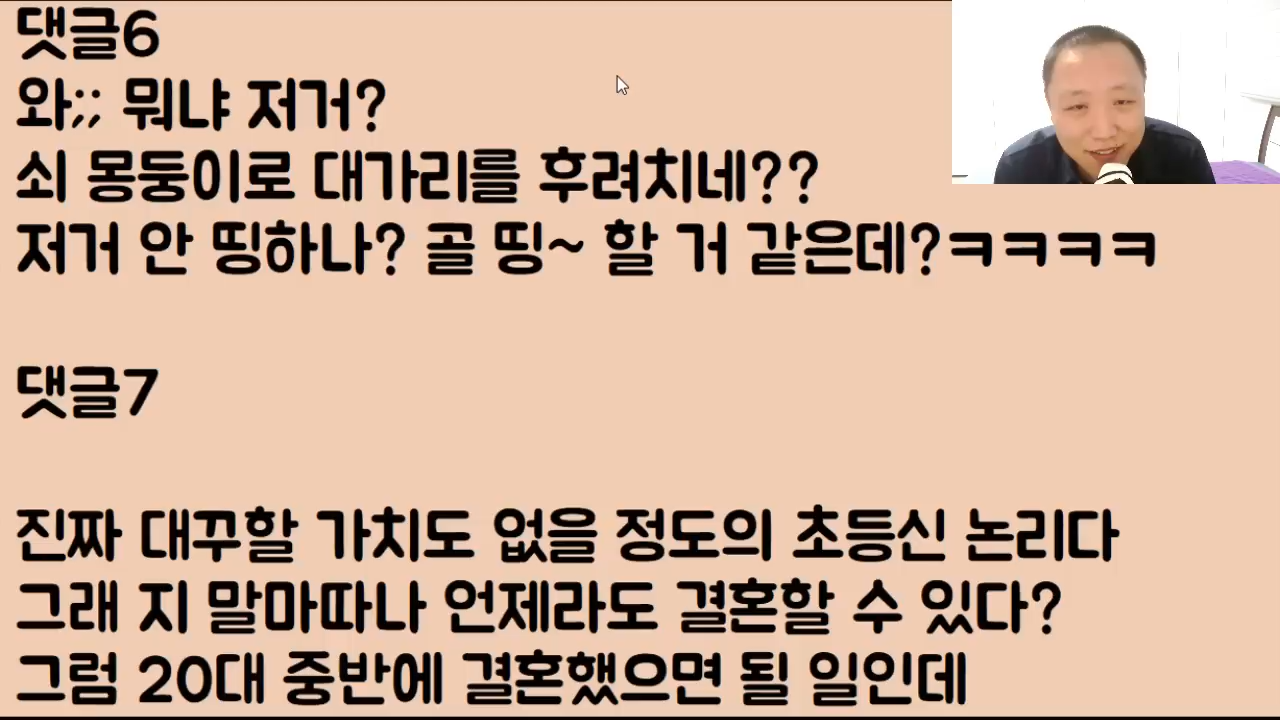 댓글6
와;; 뭐냐 저거?
쇠 몽둥이로 대가리를 후려치네??
저거 안 띵하나? 골 띵~ 할 거 같은데?ㅋㅋㅋㅋ
댓글7
진짜 대꾸할 가치도 없을 정도의 초등신 논리다
그래 지 말마따나 언제라도 결혼할 수 있다?
그럼 20대 중반에 결혼했으면 될 일인데